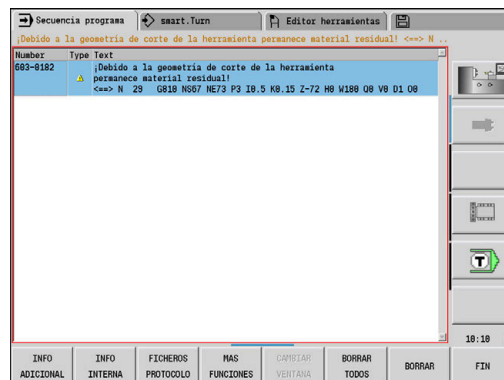 Secuencia programa
smart.Turn
Editor herramientas
¡Debido a la geometría de corte de la herramienta permanece material residual! <==> N ..
Number Type Text
603-0182 ¡Debido a la geometría de corte de la herramienta
permanece material residual!
<==> N 29 G810 NS67 NE73 P3 I0.5 K0.15 Z-72 H0 W180 Q0 V0 D1 O0
T
10:10
INFO ADICIONAL
INFO INTERNA
FICHEROS PROTOCOLO
MAS FUNCIONES
CAMBIAR VENTANA
BORRAR TODOS
BORRAR
FIN